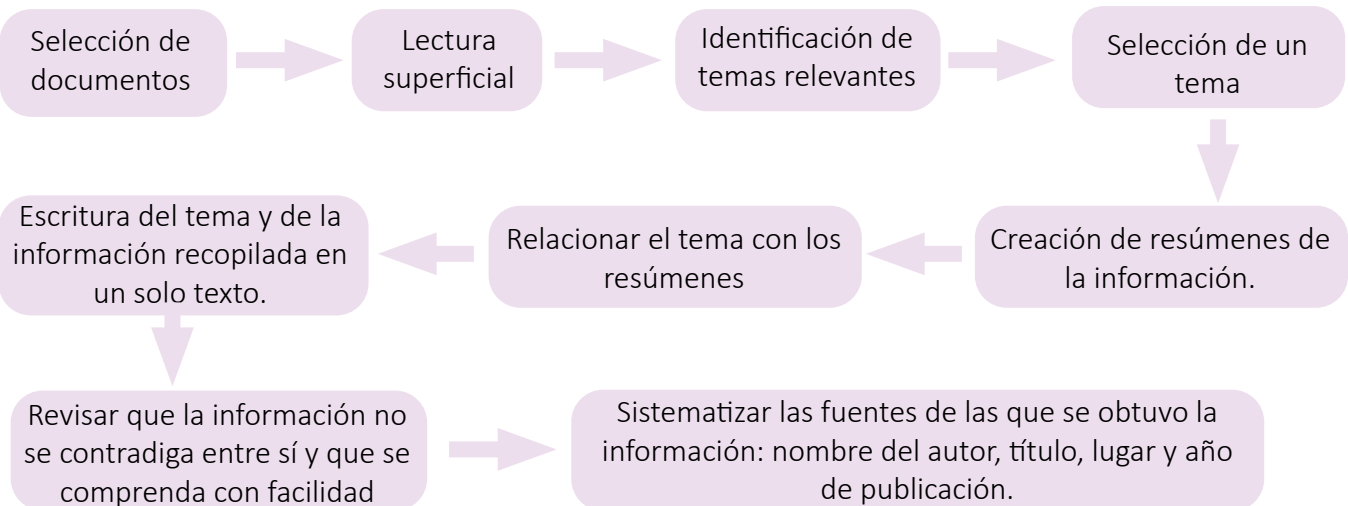 Selección de
documentos
Lectura
superficial
Identificación de
temas relevantes
Selección de un
tema
Creación de resúmenes de
la información.
Relacionar el tema con los
resúmenes
Escritura del tema y de la
información recopilada en
un solo texto.
Revisar que la información no
se contradiga entre sí y que se
comprenda con facilidad
Sistematizar las fuentes de las que se obtuvo la
información: nombre del autor, título, lugar y año
de publicación.